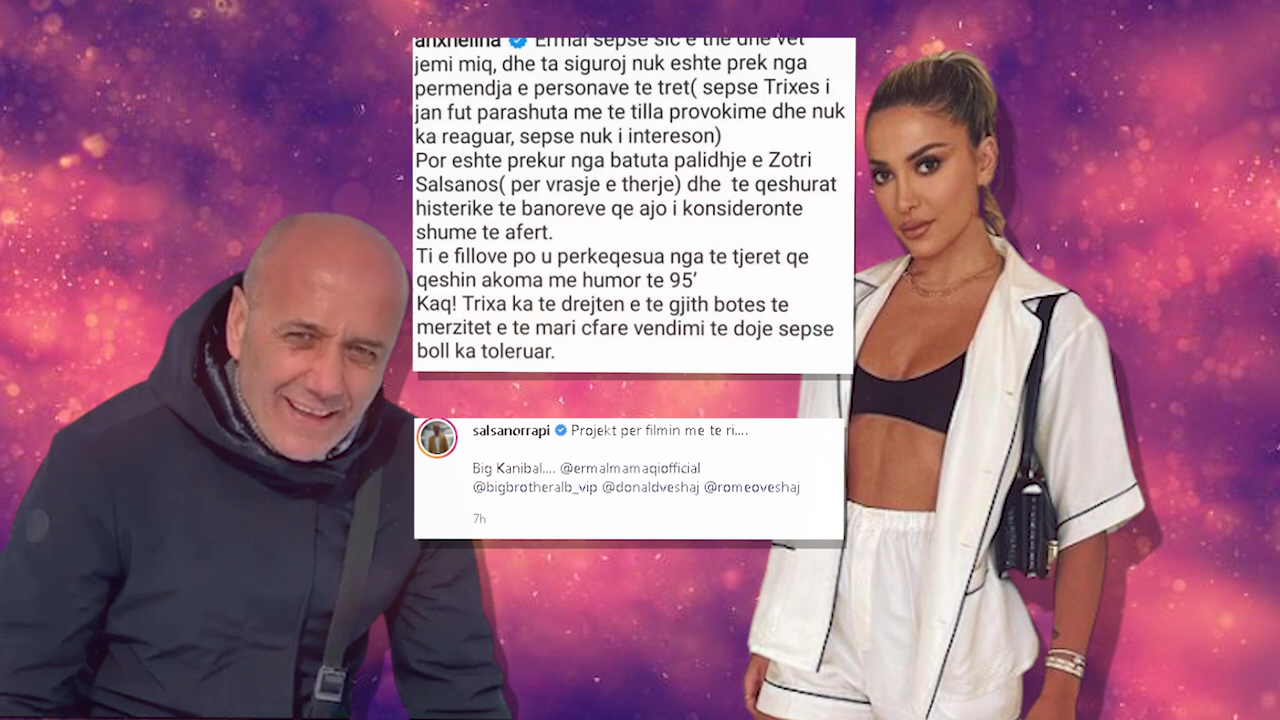 anxhelina Ermal sepse sic e the dhe vet
jemi miq, dhe ta siguroj nuk eshte prek nga
permendja e personave te tret( sepse Trixes i
jan fut parashuta me te tilla provokime dhe nuk
ka reaguar, sepse nuk i intereson)
Por eshte prekur nga batuta palidhje e Zotri
Salsanos( per vrasje e therje) dhe te qeshurat
histerike te banoreve qe ajo i konsideronte
shume te afert.
Ti e fillove po u perkeqesua nga te tjeret qe
qeshin akoma me humor te 95’
Kaq! Trixa ka te drejten e te gjith botes te
merzitet e te mari cfare vendimi te doje sepse
boll ka toleruar.
salsanorrapi Projekt per filmin me te ri....
Big Kanibal.... @ermalmamaqiofficial
@bigbrotheralb_vip @donaldveshaj @romeoveshaj
7h